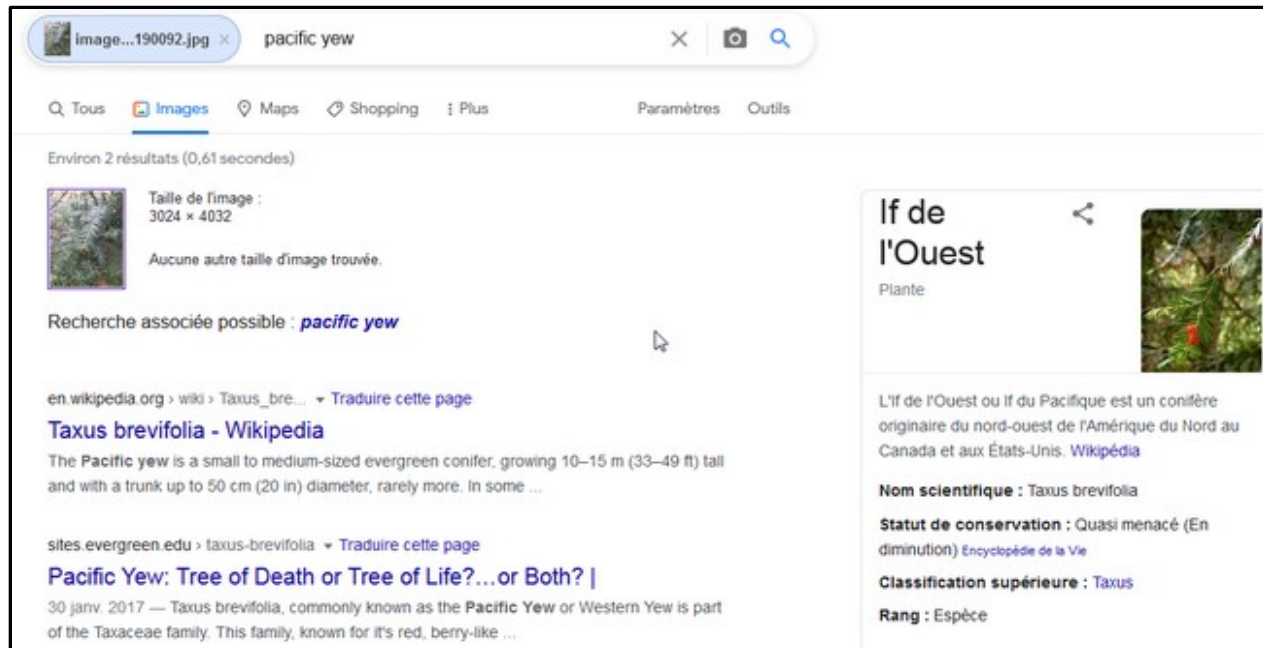 image...190092.jpg × pacific yew
Tous Images Maps Shopping Plus Paramètres Outils
Environ 2 résultats (0,61 secondes)
Taille de l'image :
3024 × 4032
Aucune autre taille d'image trouvée.
Recherche associée possible : pacific yew
en.wikipedia.org › wiki › Taxus_bre... Traduire cette page
Taxus brevifolia - Wikipedia
The Pacific yew is a small to medium-sized evergreen conifer, growing 10–15 m (33–49 ft) tall
and with a trunk up to 50 cm (20 in) diameter, rarely more. In some ...
sites.evergreen.edu › taxus-brevifolia Traduire cette page
Pacific Yew: Tree of Death or Tree of Life?...or Both? |
30 janv. 2017 — Taxus brevifolia, commonly known as the Pacific Yew or Western Yew is part
of the Taxaceae family. This family, known for it's red, berry-like ...
If de
l'Ouest
Plante
L'If de l'Ouest ou If du Pacifique est un conifère
originaire du nord-ouest de l'Amérique du Nord au
Canada et aux États-Unis. Wikipédia
Nom scientifique : Taxus brevifolia
Statut de conservation : Quasi menacé (En
diminution) Encyclopédie de la Vie
Classification supérieure : Taxus
Rang : Espèce